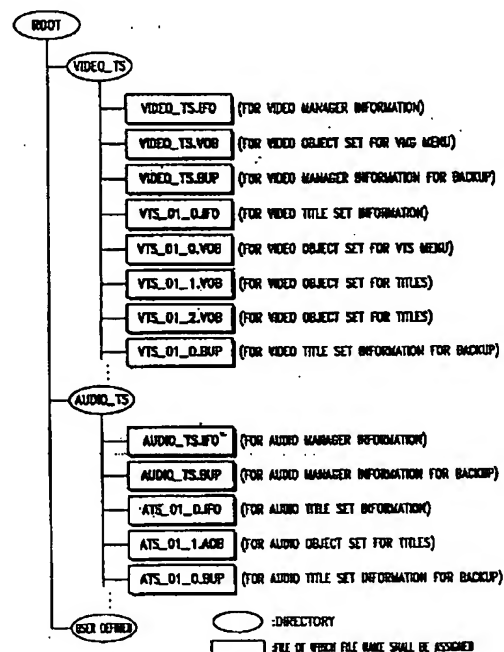 ROOT
VIDEO_TS
VIDEO_TS.IFO (FOR VIDEO MANAGER INFORMATION)
VIDEO_TS.VOB (FOR VIDEO OBJECT SET FOR VMG MENU)
VIDEO_TS.BUP (FOR VIDEO MANAGER INFORMATION FOR BACKUP)
VTS_01_0.IFO (FOR VIDEO TITLE SET INFORMATION)
VTS_01_0.VOB (FOR VIDEO OBJECT SET FOR VTS MENU)
VTS_01_1.VOB (FOR VIDEO OBJECT SET FOR TITLES)
VTS_01_2.VOB (FOR VIDEO OBJECT SET FOR TITLES)
VTS_01_0.BUP (FOR VIDEO TITLE SET INFORMATION FOR BACKUP)
AUDIO_TS
AUDIO_TS.IFO (FOR AUDIO MANAGER INFORMATION)
AUDIO_TS.BUP (FOR AUDIO MANAGER INFORMATION FOR BACKUP)
ATS_01_0.IFO (FOR AUDIO TITLE SET INFORMATION)
ATS_01_1.AOB (FOR AUDIO OBJECT SET FOR TITLES)
ATS_01_0.BUP (FOR AUDIO TITLE SET INFORMATION FOR BACKUP)
USER DEFINED
:DIRECTORY
:FILE OF WHICH FILE NAME SHALL BE ASSIGNED